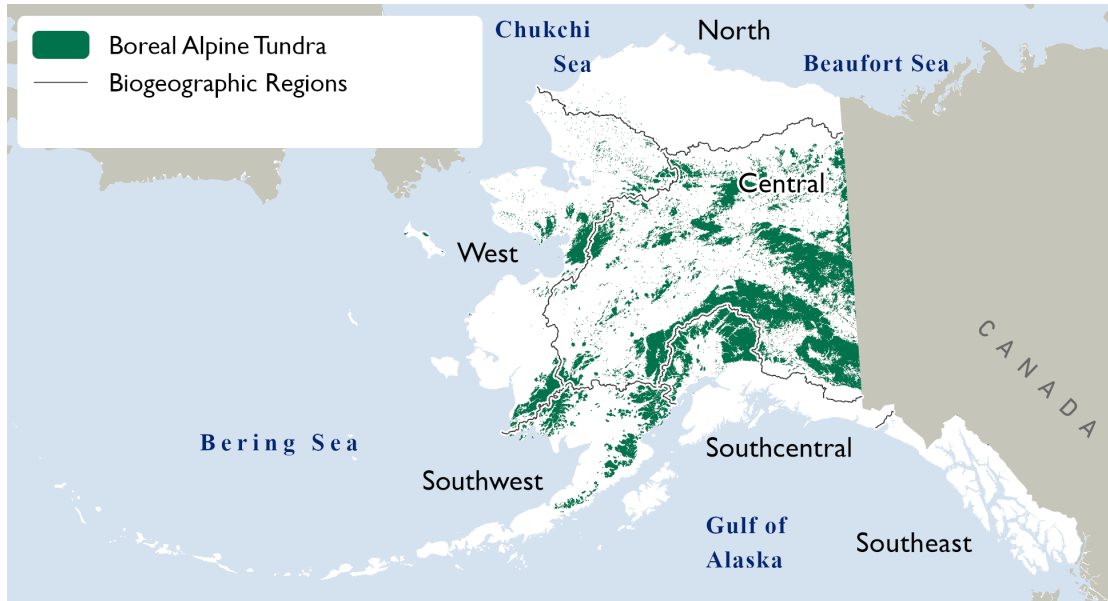 Boreal Alpine Tundra
Biogeographic Regions
Chukchi
Sea
North
Beaufort Sea
Central
West
CANADA
Bering Sea
Southcentral
Southwest
Gulf of
Alaska
Southeast